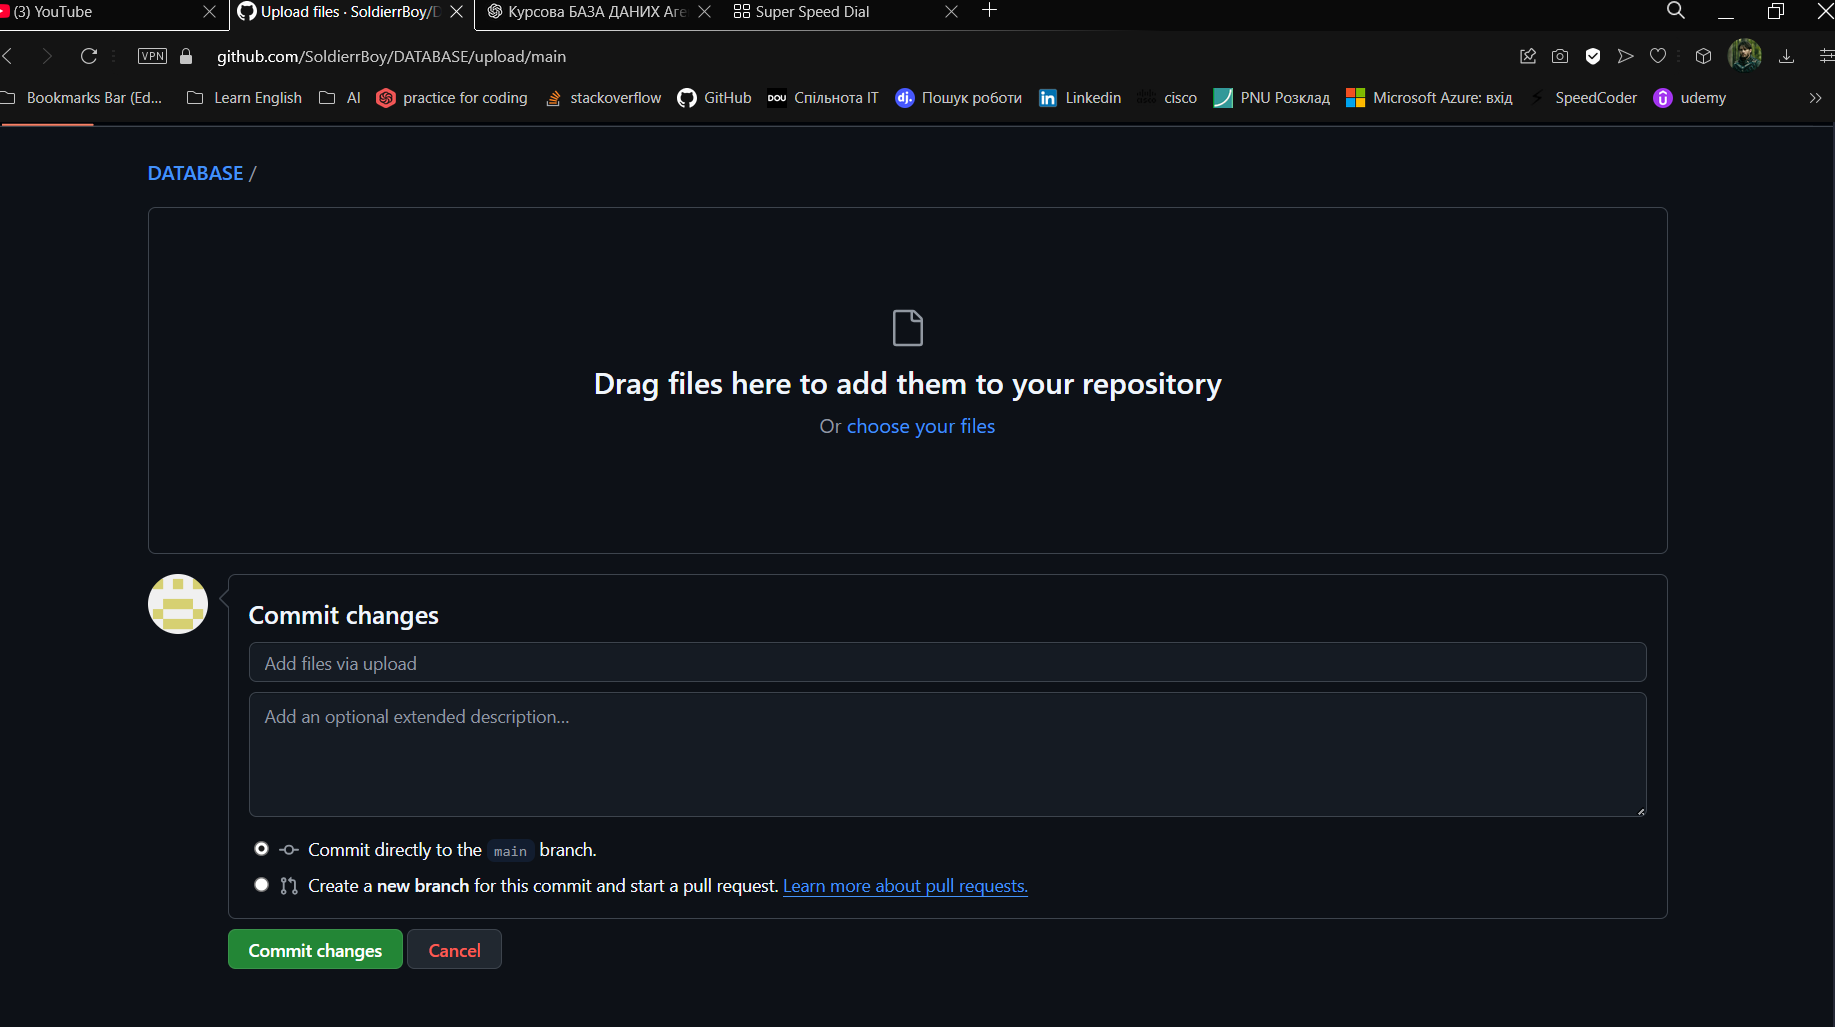 (3) YouTube
Upload files · SoldierrBoy/D
Курсова БАЗА ДАНИХ Аге
Super Speed Dial
VPN
github.com/SoldierrBoy/DATABASE/upload/main
Bookmarks Bar (Ed...
Learn English
AI
practice for coding
stackoverflow
GitHub
DOU
Спільнота IT
dj.
Пошук роботи
in
Linkedin
cisco
PNU Розклад
Microsoft Azure: вхід
SpeedCoder
udemy
DATABASE /
Drag files here to add them to your repository
Or choose your files
Commit changes
Add files via upload
Add an optional extended description...
Commit directly to the main branch.
Create a new branch for this commit and start a pull request. Learn more about pull requests.
Commit changes
Cancel